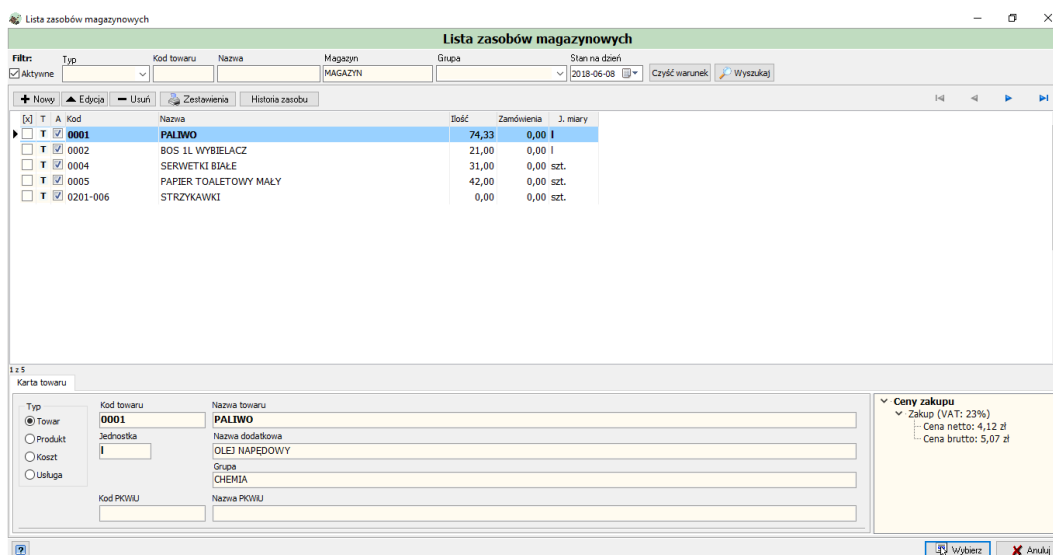 Lista zasobów magazynowych
Lista zasobów magazynowych
Filtr: Typ Kod towaru Nazwa Magazyn Grupa Stan na dzień
Aktywne MAGAZYN 2018-06-08 Czyść warunek Wyszukaj
Nowy Edycja Usuń Zestawienia Historia zasobu
[X] T A Kod Nazwa Ilość Zamówienia J. miary
T 0001 PALIWO 74,33 0,00 l
T 0002 BOS 1L WYBIELACZ 21,00 0,00 l
T 0004 SERWETKI BIAŁE 31,00 0,00 szt.
T 0005 PAPIER TOALETOWY MAŁY 42,00 0,00 szt.
T 0201-006 STRZYKAWKI 0,00 0,00 szt.
1 z 5
Karta towaru
Typ Kod towaru Nazwa towaru
Towar 0001 PALIWO
Produkt Jednostka Nazwa dodatkowa
Koszt l OLEJ NAPĘDOWY
Usługa Grupa
CHEMIA
Kod PKWiU Nazwa PKWiU
Ceny zakupu
Zakup (VAT: 23%)
Cena netto: 4,12 zł
Cena brutto: 5,07 zł
? Wybierz Anuluj